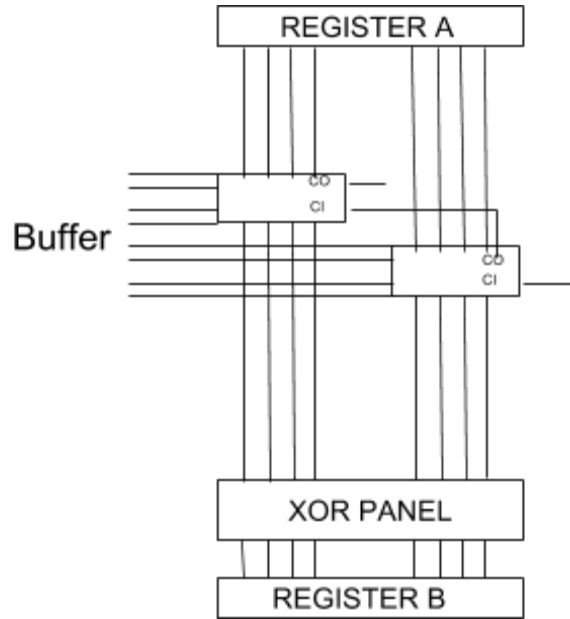 REGISTER A
CO
CI
Buffer
CO
CI
XOR PANEL
REGISTER B